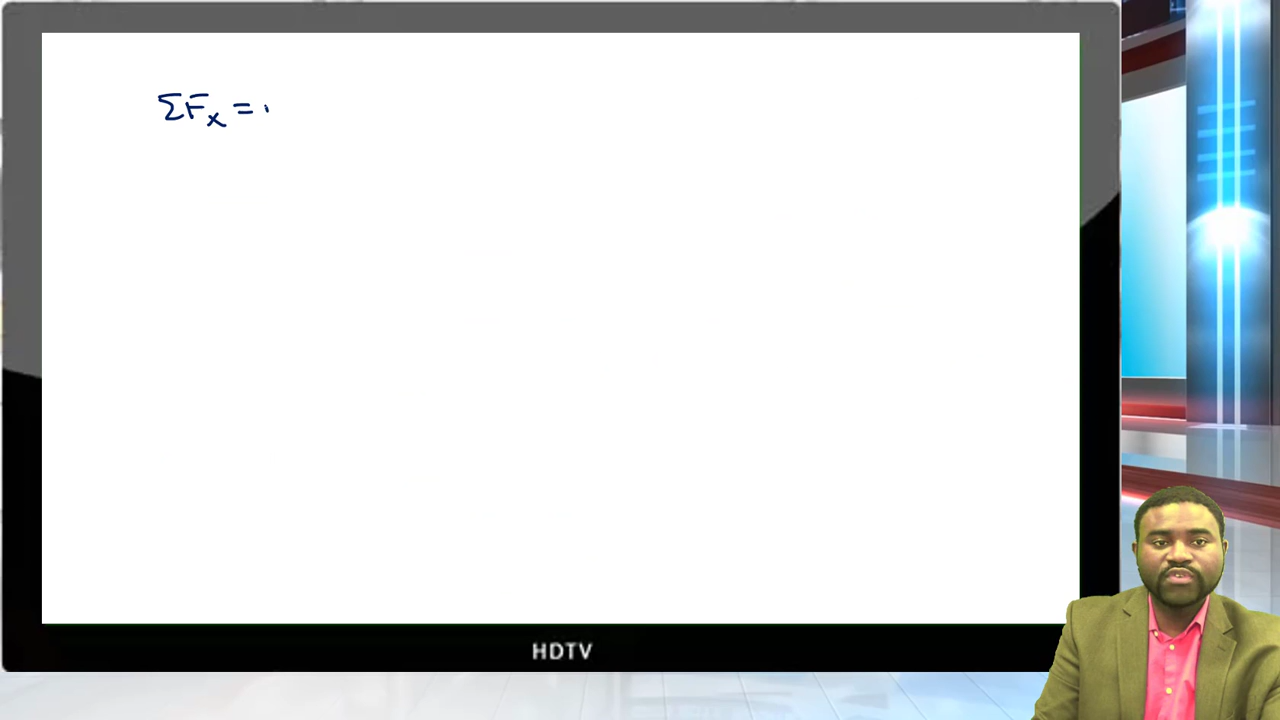 ΣFx =
HDTV